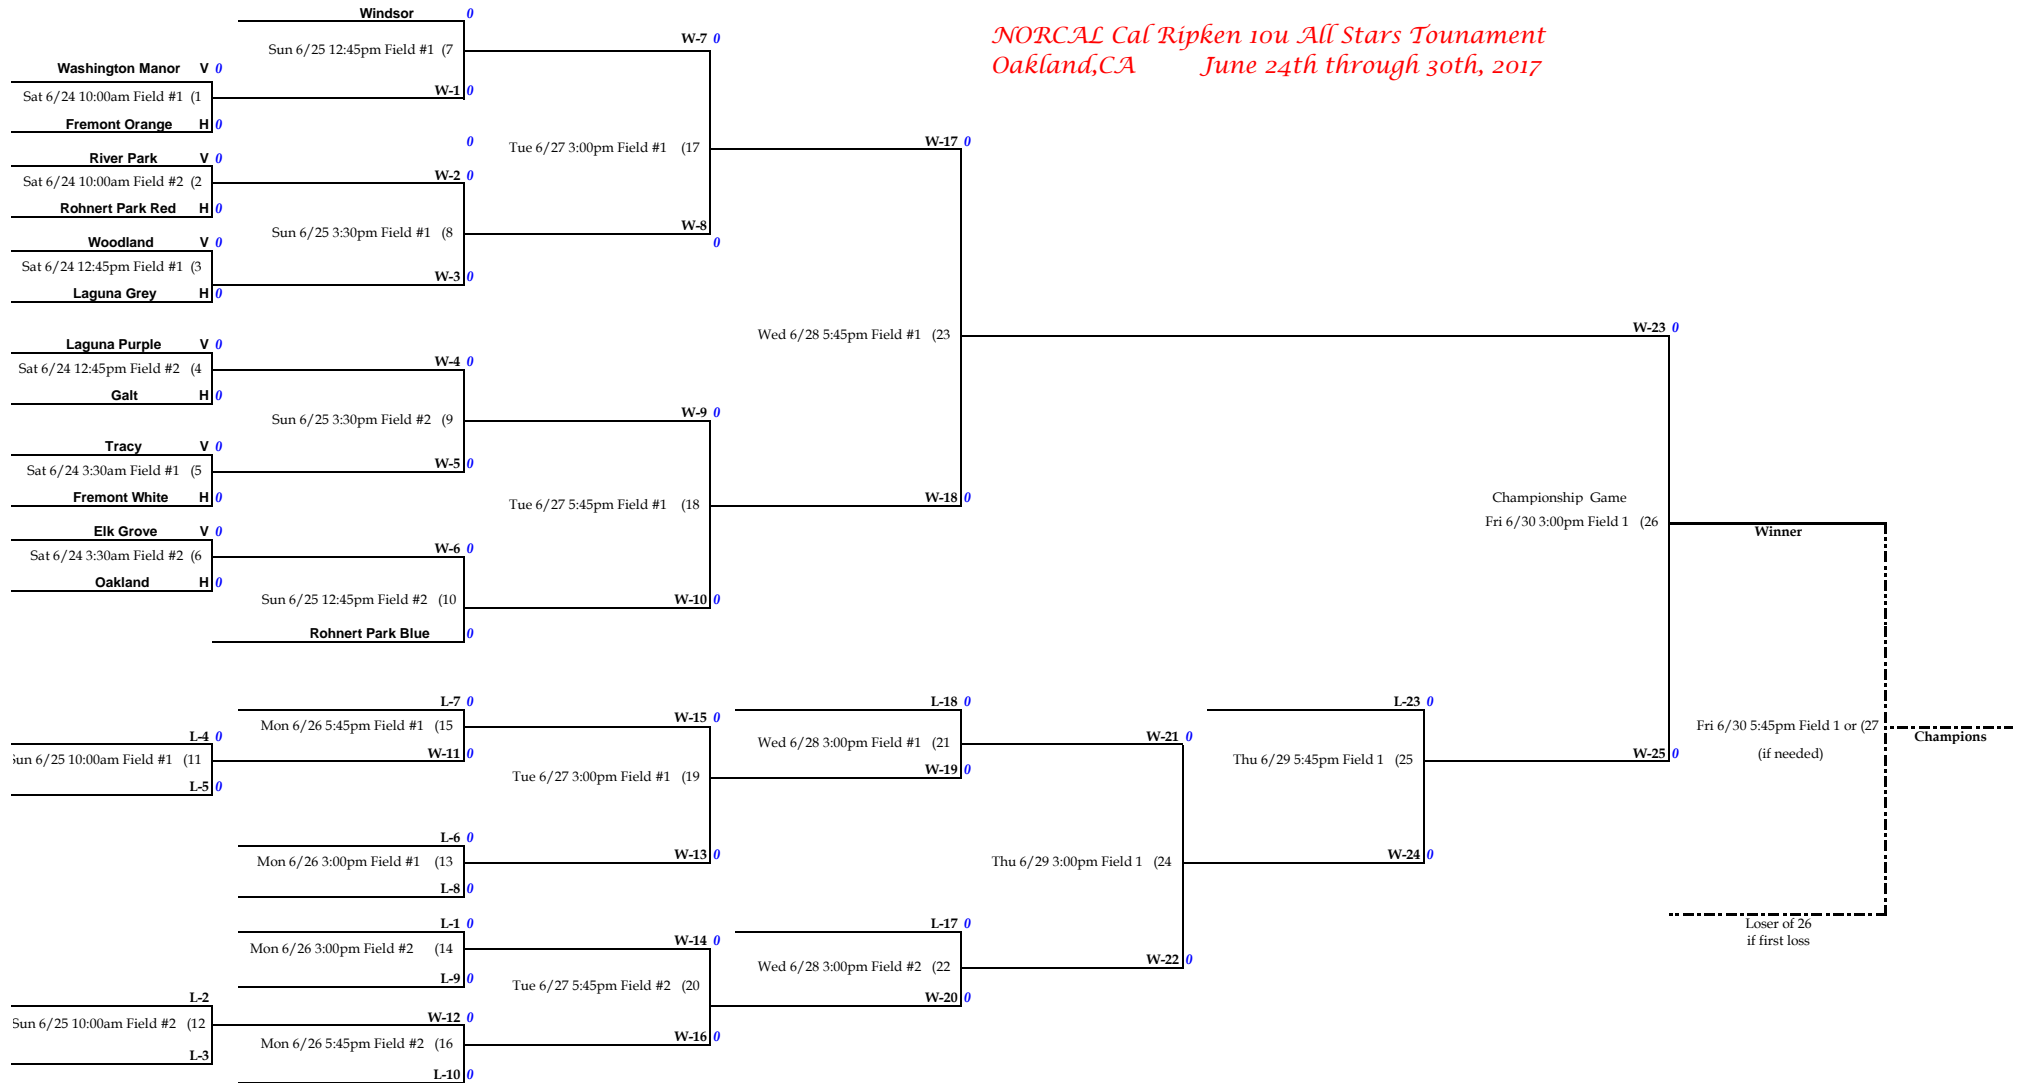 NORCAL Cal Ripken 10u All Stars Tounament
Oakland,CA June 24th through 30th, 2017
Windsor 0
Sun 6/25 12:45pm Field #1 (7
W-7 0
Washington Manor V 0
Sat 6/24 10:00am Field #1 (1
W-1 0
Fremont Orange H 0
0
Tue 6/27 3:00pm Field #1 (17
W-17 0
River Park V 0
Sat 6/24 10:00am Field #2 (2
W-2 0
Rohnert Park Red H 0
Sun 6/25 3:30pm Field #1 (8
W-8
0
Woodland V 0
Sat 6/24 12:45pm Field #1 (3
W-3 0
Laguna Grey H 0
Wed 6/28 5:45pm Field #1 (23
W-23 0
Laguna Purple V 0
Sat 6/24 12:45pm Field #2 (4
W-4 0
Galt H 0
Sun 6/25 3:30pm Field #2 (9
W-9 0
Tracy V 0
Sat 6/24 3:30am Field #1 (5
W-5 0
Fremont White H 0
Tue 6/27 5:45pm Field #1 (18
W-18 0
Championship Game
Fri 6/30 3:00pm Field 1 (26
Winner
Elk Grove V 0
Sat 6/24 3:30am Field #2 (6
W-6 0
Oakland H 0
Sun 6/25 12:45pm Field #2 (10
W-10 0
Rohnert Park Blue 0
L-7 0
Mon 6/26 5:45pm Field #1 (15
W-15 0
L-18 0
L-23 0
L-4 0
Sun 6/25 10:00am Field #1 (11
W-11 0
L-5 0
Wed 6/28 3:00pm Field #1 (21
W-21 0
Tue 6/27 3:00pm Field #1 (19
W-19 0
Thu 6/29 5:45pm Field 1 (25
W-25 0
Fri 6/30 5:45pm Field 1 or (27
(if needed)
Champions
L-6 0
Mon 6/26 3:00pm Field #1 (13
W-13 0
L-8 0
Thu 6/29 3:00pm Field 1 (24
W-24 0
L-1 0
Mon 6/26 3:00pm Field #2 (14
W-14 0
L-9 0
L-17 0
Wed 6/28 3:00pm Field #2 (22
W-22 0
Loser of 26
if first loss
Tue 6/27 5:45pm Field #2 (20
W-20 0
L-2
Sun 6/25 10:00am Field #2 (12
W-12 0
L-3
Mon 6/26 5:45pm Field #2 (16
W-16 0
L-10 0